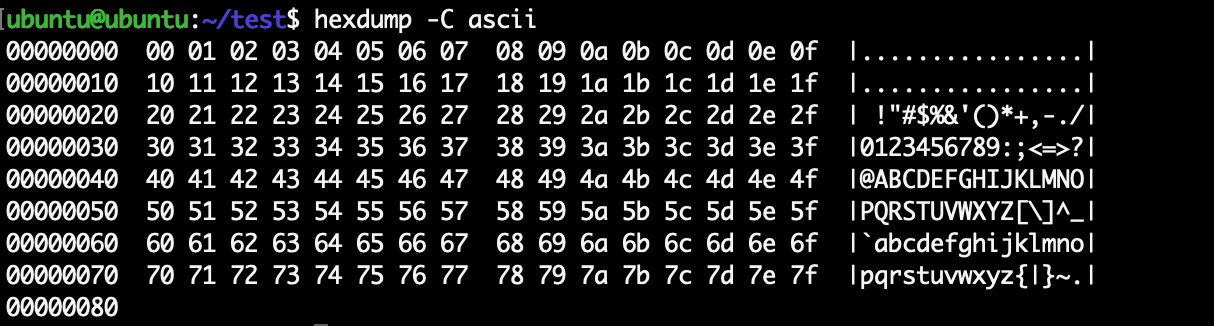 ubuntu@ubuntu:~/test$ hexdump -C ascii
00000000  00 01 02 03 04 05 06 07  08 09 0a 0b 0c 0d 0e 0f  |................|
00000010  10 11 12 13 14 15 16 17  18 19 1a 1b 1c 1d 1e 1f  |................|
00000020  20 21 22 23 24 25 26 27  28 29 2a 2b 2c 2d 2e 2f  | !"#$%&'()*+,-./|
00000030  30 31 32 33 34 35 36 37  38 39 3a 3b 3c 3d 3e 3f  |0123456789:;<=>?|
00000040  40 41 42 43 44 45 46 47  48 49 4a 4b 4c 4d 4e 4f  |@ABCDEFGHIJKLMNO|
00000050  50 51 52 53 54 55 56 57  58 59 5a 5b 5c 5d 5e 5f  |PQRSTUVWXYZ[\]^_|
00000060  60 61 62 63 64 65 66 67  68 69 6a 6b 6c 6d 6e 6f  |`abcdefghijklmno|
00000070  70 71 72 73 74 75 76 77  78 79 7a 7b 7c 7d 7e 7f  |pqrstuvwxyz{|}~.|
00000080